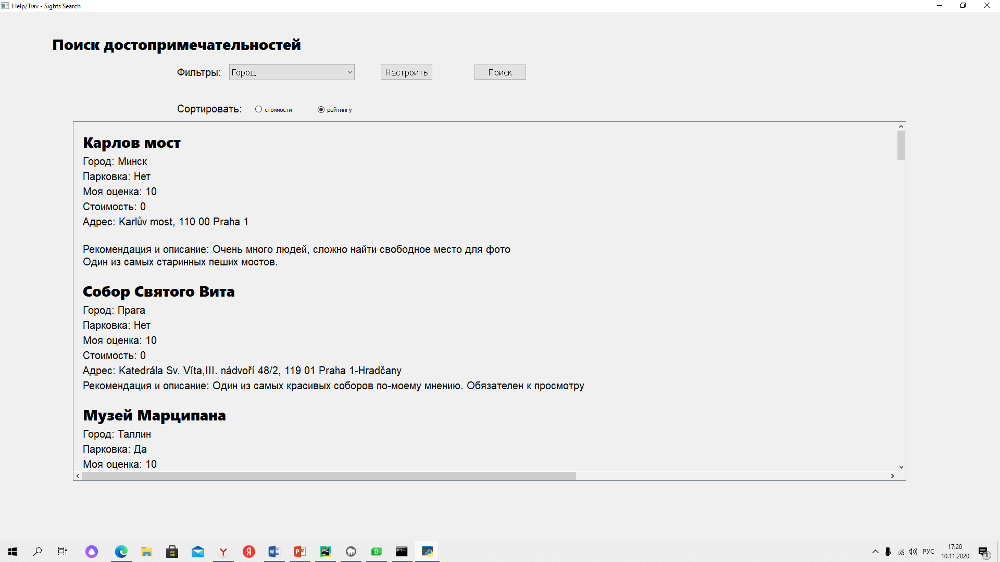 Help/Trav - Sights Search
Поиск достопримечательностей
Фильтры: Город Настроить Поиск
Сортировать: стоимости рейтингу
Карлов мост
Город: Минск
Парковка: Нет
Моя оценка: 10
Стоимость: 0
Адрес: Karlův most, 110 00 Praha 1
Рекомендация и описание: Очень много людей, сложно найти свободное место для фото
Один из самых старинных пеших мостов.
Собор Святого Вита
Город: Прага
Парковка: Нет
Моя оценка: 10
Стоимость: 0
Адрес: Katedrála Sv. Víta,III. nádvoří 48/2, 119 01 Praha 1-Hradčany
Рекомендация и описание: Один из самых красивых соборов по-моему мнению. Обязателен к просмотру
Музей Марципана
Город: Таллин
Парковка: Да
Моя оценка: 10
РУС
17:20
10.11.2020
1